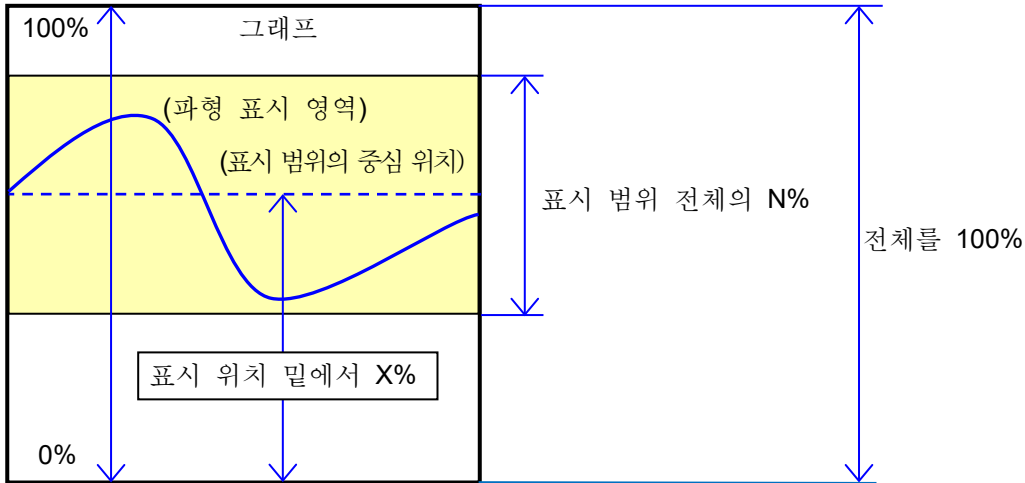 100%
그래프
(파형 표시 영역)
(표시 범위의 중심 위치)
표시 범위 전체의 N%
전체를 100%
표시 위치 밑에서 X%
0%